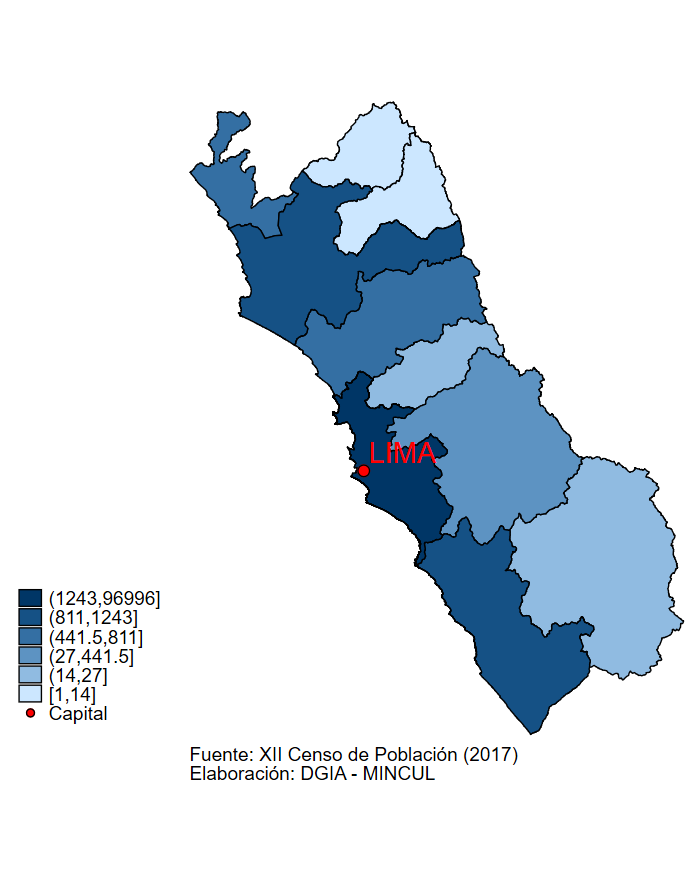 LIMA
(1243,96996]
(811,1243]
(441.5,811]
(27,441.5]
(14,27]
[1,14]
Capital
Fuente: XII Censo de Población (2017)
Elaboración: DGIA - MINCUL